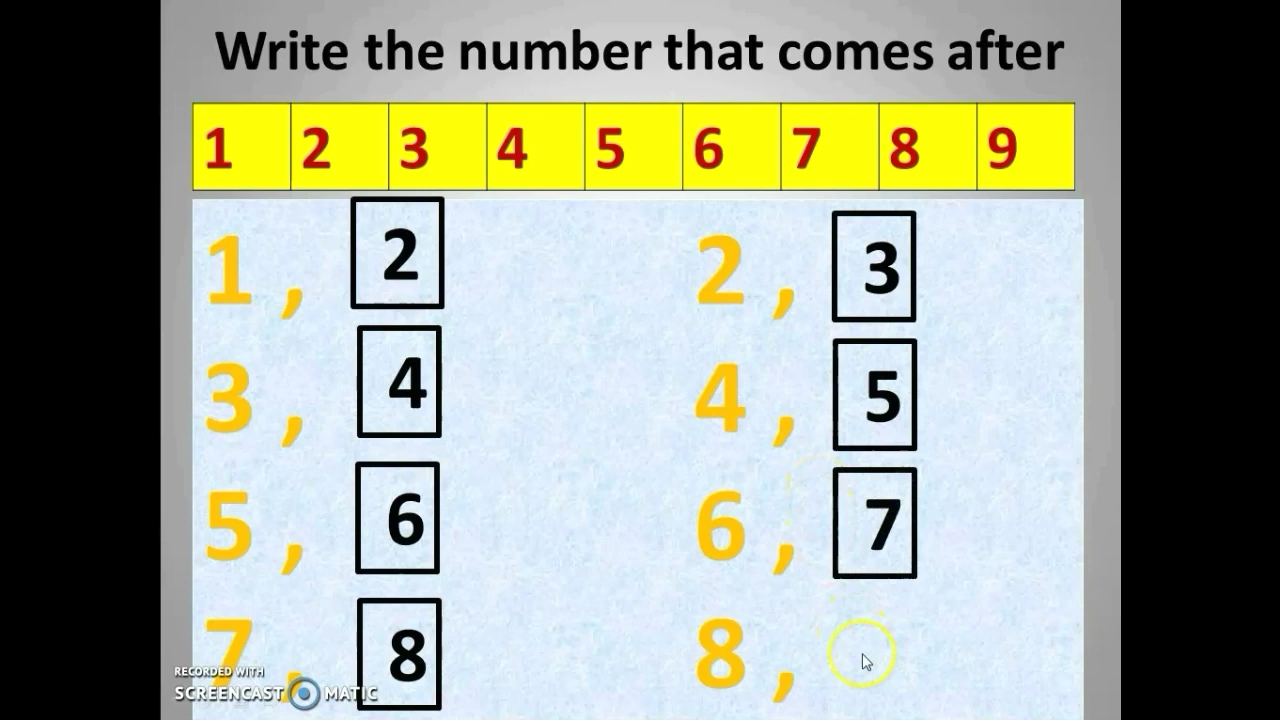 Write the number that comes after
1 2 3 4 5 6 7 8 9
1 , 2 2 , 3
3 , 4 4 , 5
5 , 6 6 , 7
7 , 8 8 ,
RECORDED WITH
SCREENCAST MATIC